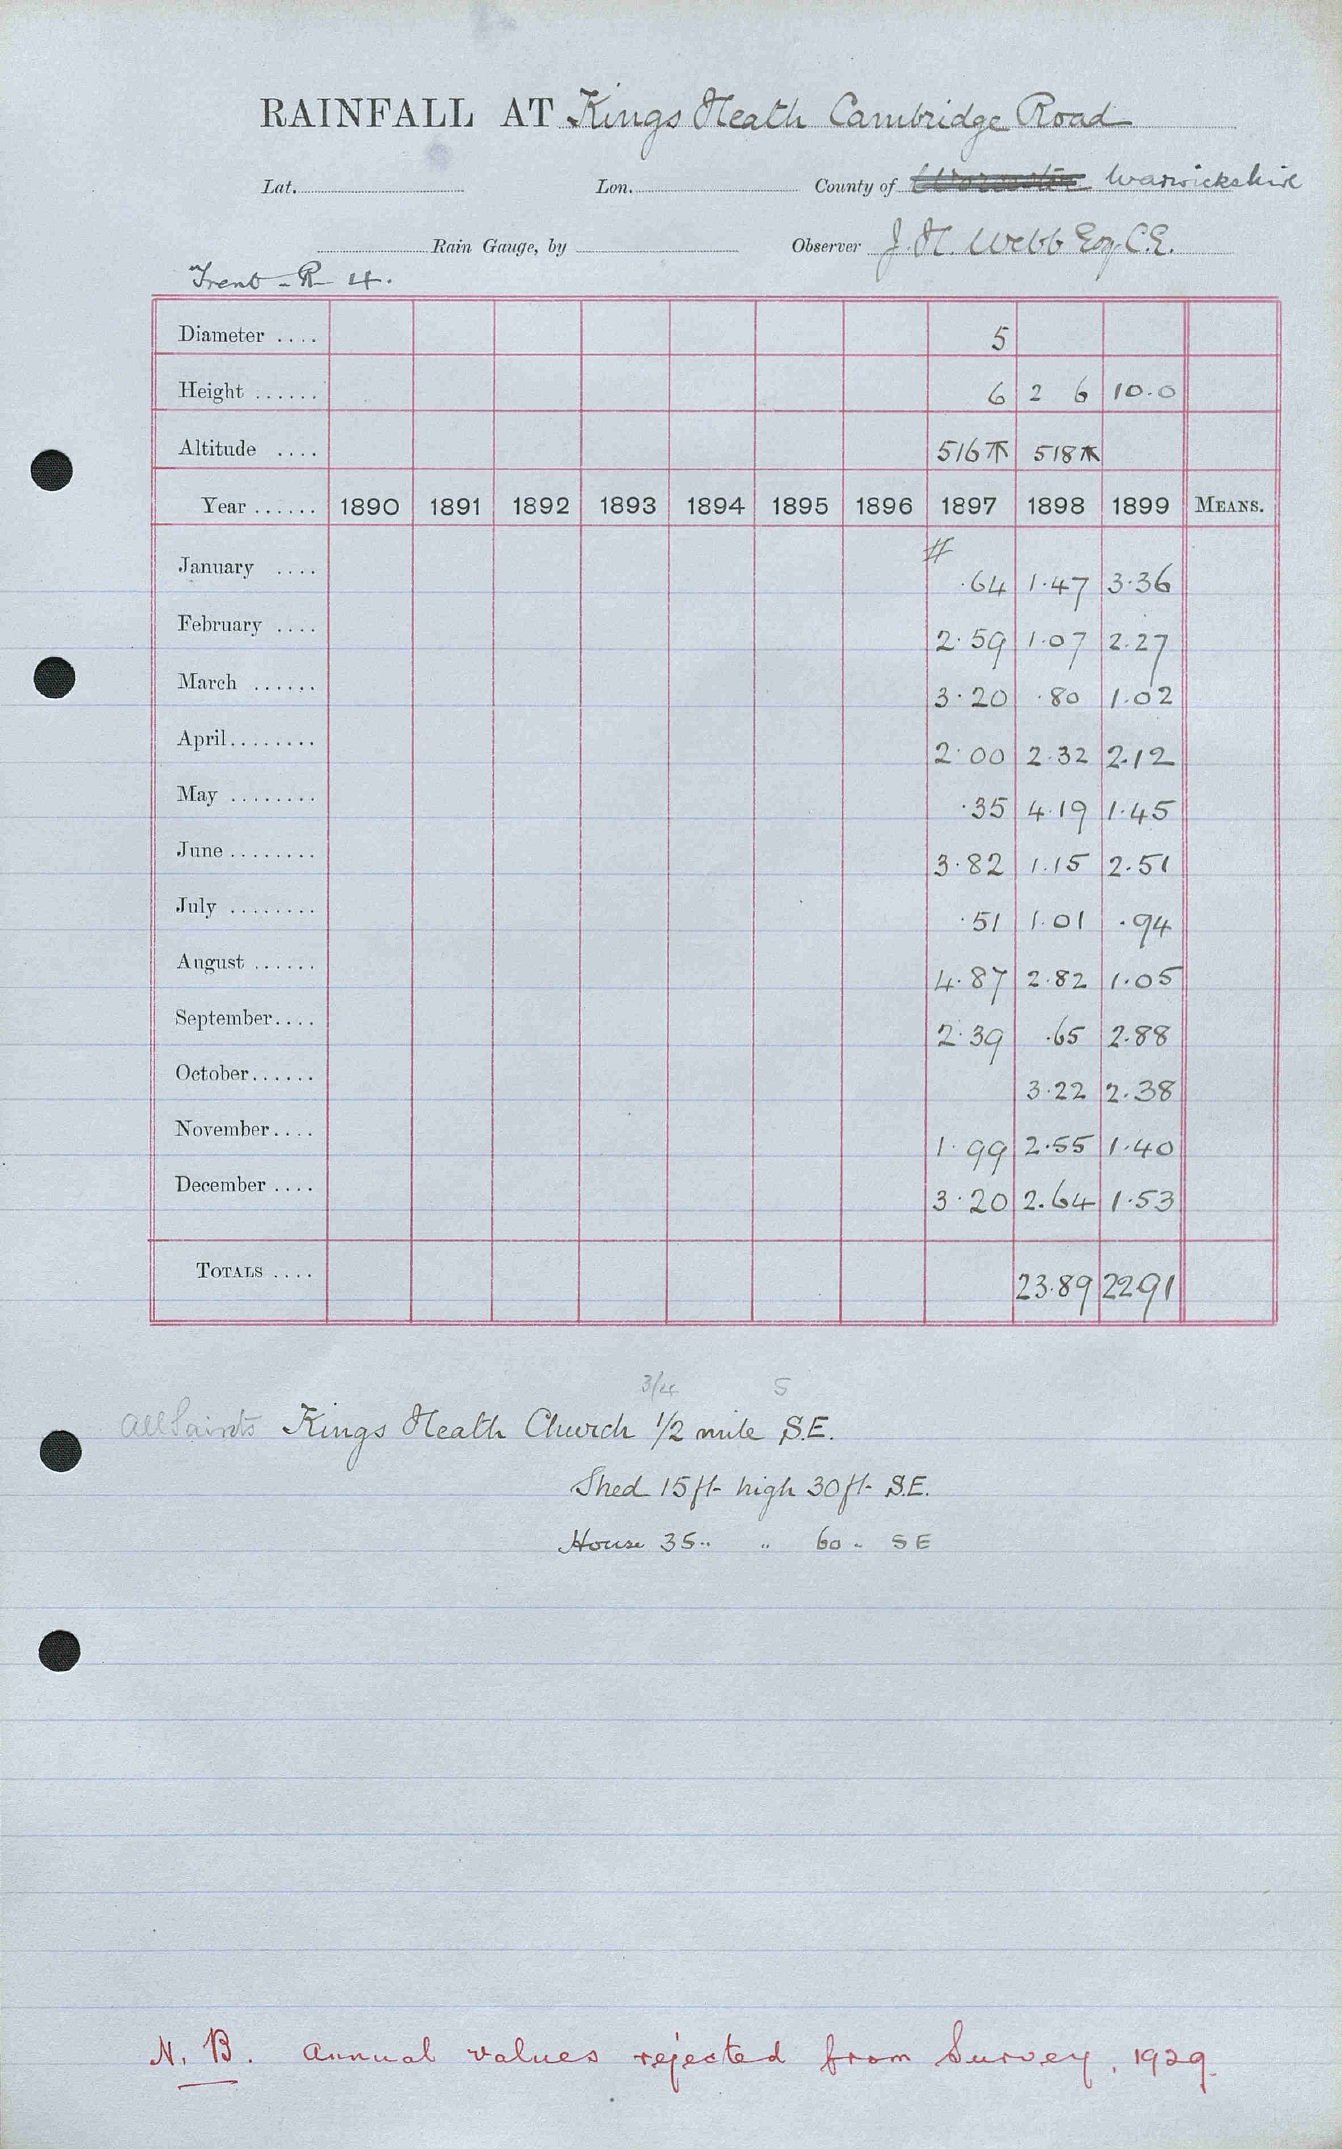 RAINFALL AT Kings Heath Cambridge Road
Lat. Lon. County of Worcester Warwickshire
Rain Gauge, by Observer J. H. Webb Esq C.E.
Trent - R 4.
Diameter .... 5
Height ...... 6 2 6 10.0
Altitude .... 516 518
Year ...... 1890 1891 1892 1893 1894 1895 1896 1897 1898 1899 MEANS.
#
January .... .64 1.47 3.36
February .... 2.59 1.07 2.27
March ...... 3.20 .80 1.02
April........ 2.00 2.32 2.12
May ........ .35 4.19 1.45
June ........ 3.82 1.15 2.51
July ........ .51 1.01 .94
August ...... 4.87 2.82 1.05
September.... 2.39 .65 2.88
October...... 3.22 2.38
November.... 1.99 2.55 1.40
December .... 3.20 2.64 1.53
TOTALS .... 23.89 22.91
3/4 S
All Saints Kings Heath Church 1/2 mile S.E.
Shed 15ft high 30ft S.E.
House 35 " " 60 " SE
N. B. Annual values rejected from Survey, 1929.